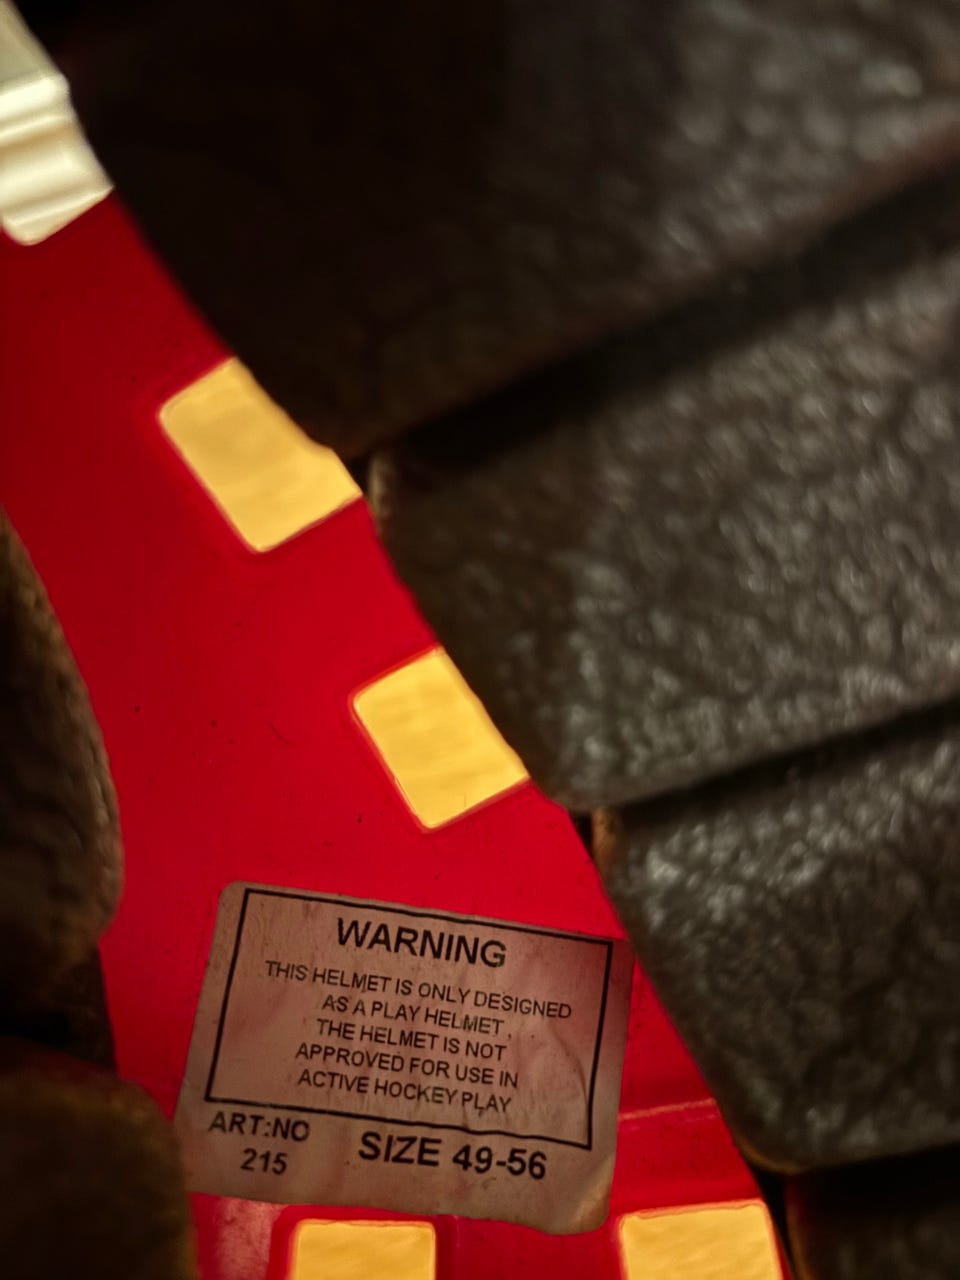 WARNING
THIS HELMET IS ONLY DESIGNED
AS A PLAY HELMET,
THE HELMET IS NOT
APPROVED FOR USE IN
ACTIVE HOCKEY PLAY
ART:NO
215
SIZE 49-56